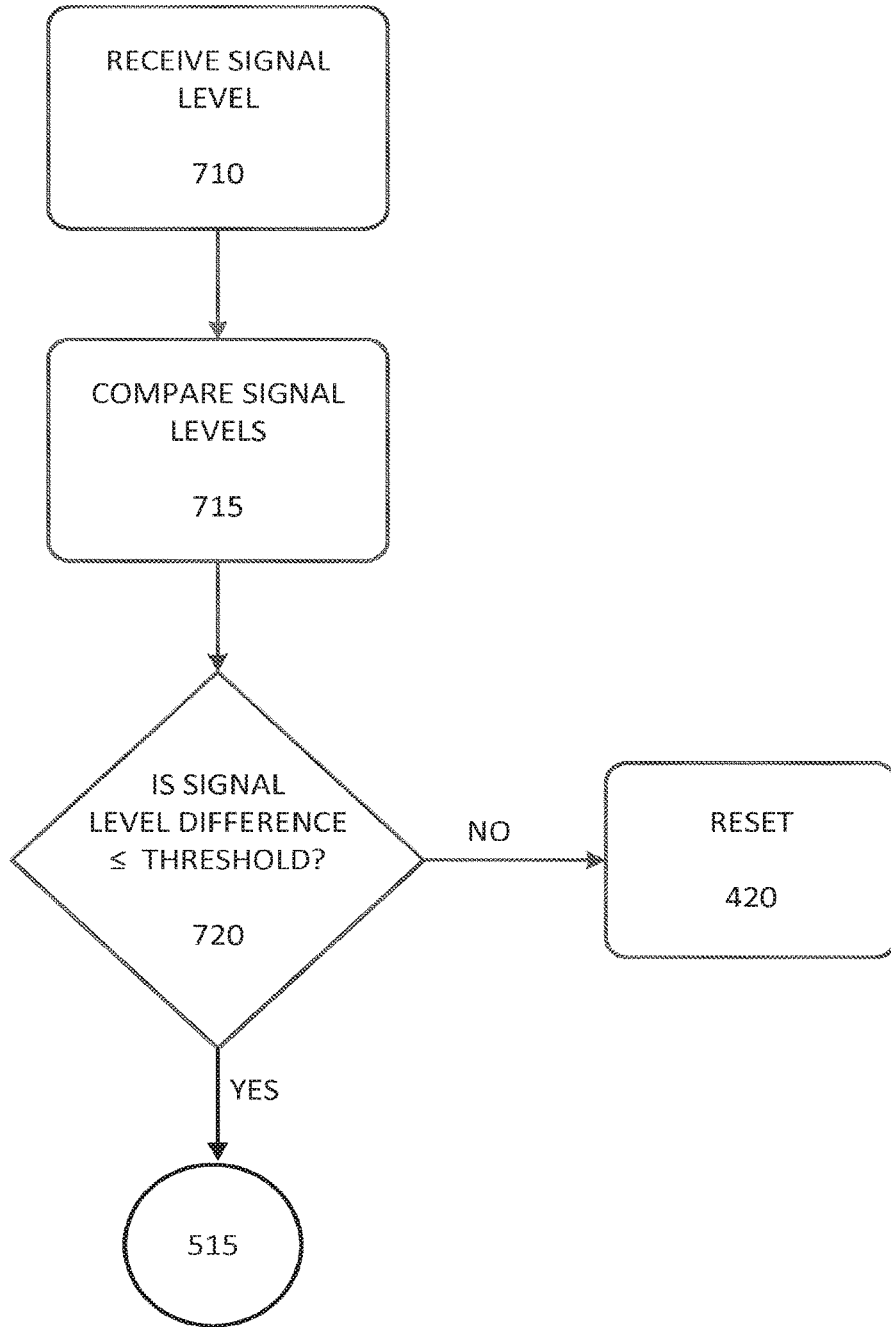 RECEIVE SIGNAL
LEVEL
710
COMPARE SIGNAL
LEVELS
715
IS SIGNAL
LEVEL DIFFERENCE
≤ THRESHOLD?
720
NO
RESET
420
YES
515